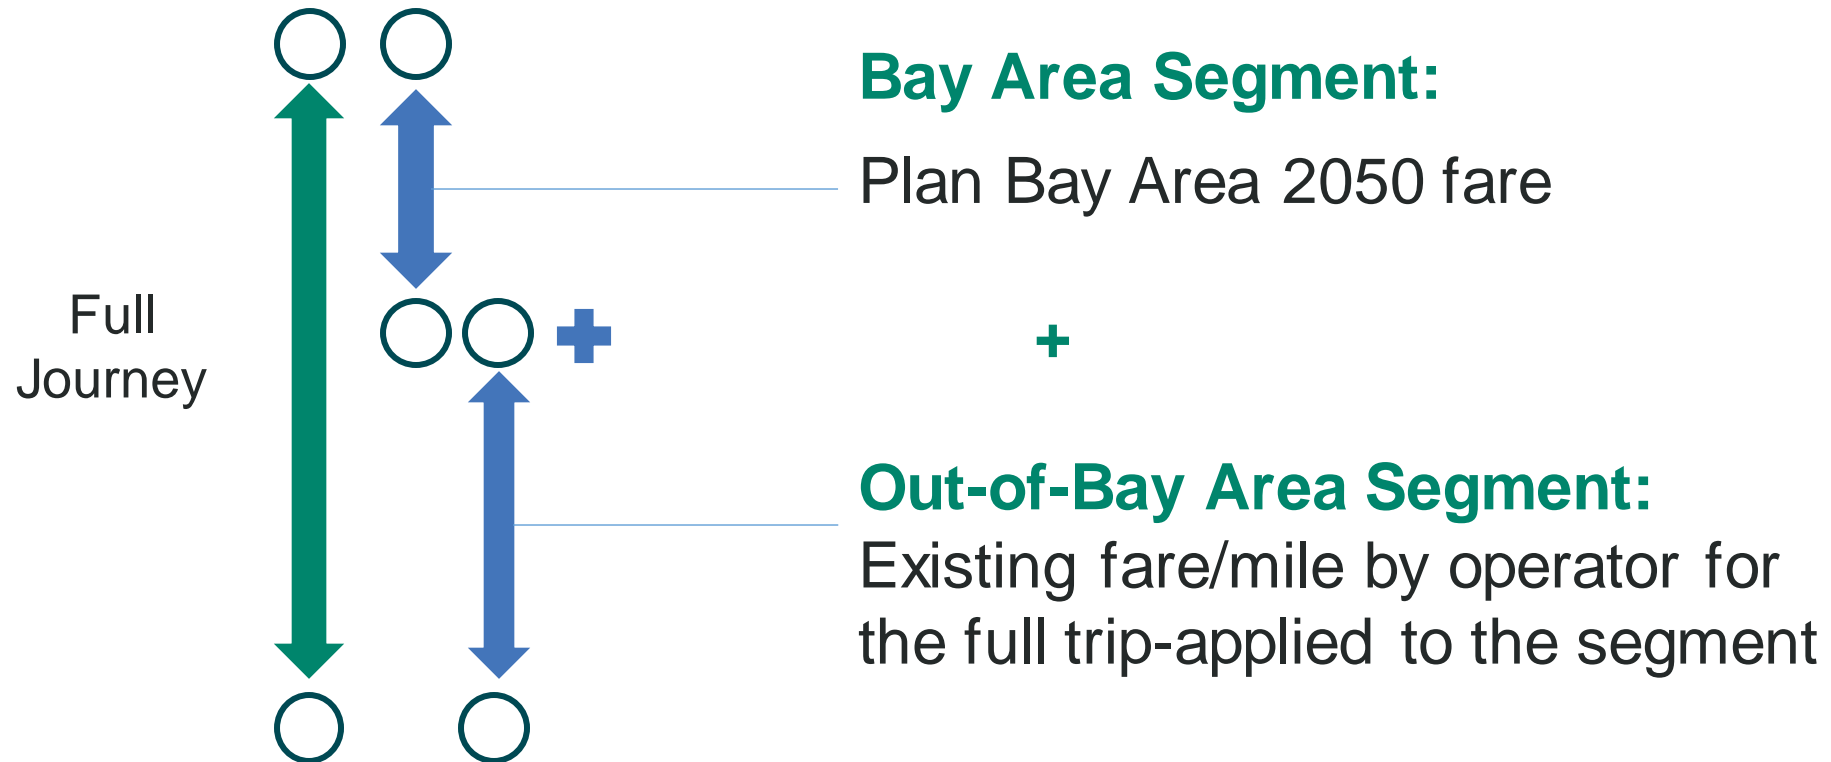 Full
Journey
Bay Area Segment:
Plan Bay Area 2050 fare
+
Out-of-Bay Area Segment:
Existing fare/mile by operator for
the full trip-applied to the segment